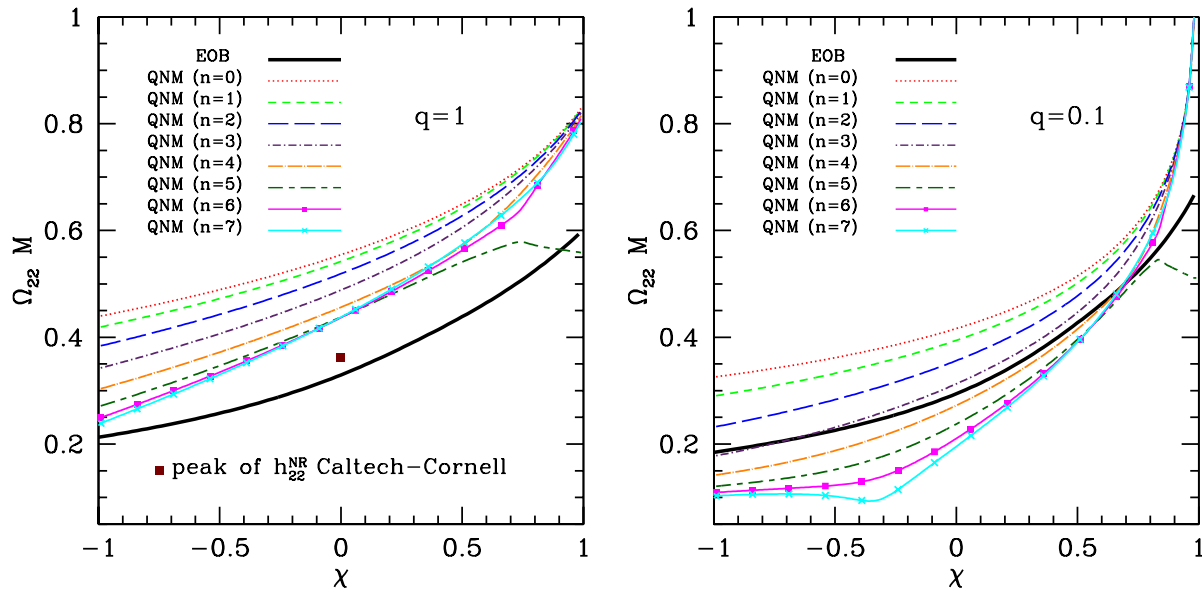 1
0.8
0.6
0.4
0.2
Ω22 M
EOB
QNM (n=0)
QNM (n=1)
QNM (n=2)
QNM (n=3)
QNM (n=4)
QNM (n=5)
QNM (n=6)
QNM (n=7)
q=1
peak of h22^NR Caltech−Cornell
−1 −0.5 0 0.5 1
χ
1
0.8
0.6
0.4
0.2
Ω22 M
EOB
QNM (n=0)
QNM (n=1)
QNM (n=2)
QNM (n=3)
QNM (n=4)
QNM (n=5)
QNM (n=6)
QNM (n=7)
q=0.1
−1 −0.5 0 0.5 1
χ